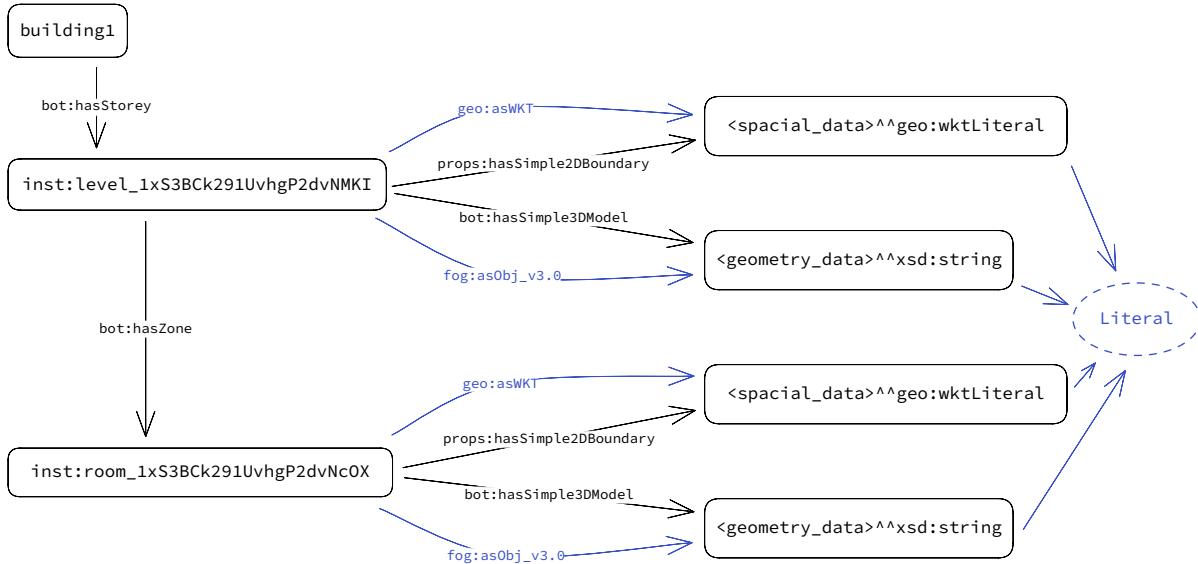 building1
bot:hasStorey
geo:asWKT
<spacial_data>^^geo:wktLiteral
props:hasSimple2DBoundary
inst:level_1xS3BCk291UvhgP2dvNMKI
bot:hasSimple3DModel
<geometry_data>^^xsd:string
fog:asObj_v3.0
Literal
bot:hasZone
geo:asWKT
<spacial_data>^^geo:wktLiteral
props:hasSimple2DBoundary
inst:room_1xS3BCk291UvhgP2dvNcOX
bot:hasSimple3DModel
<geometry_data>^^xsd:string
fog:asObj_v3.0